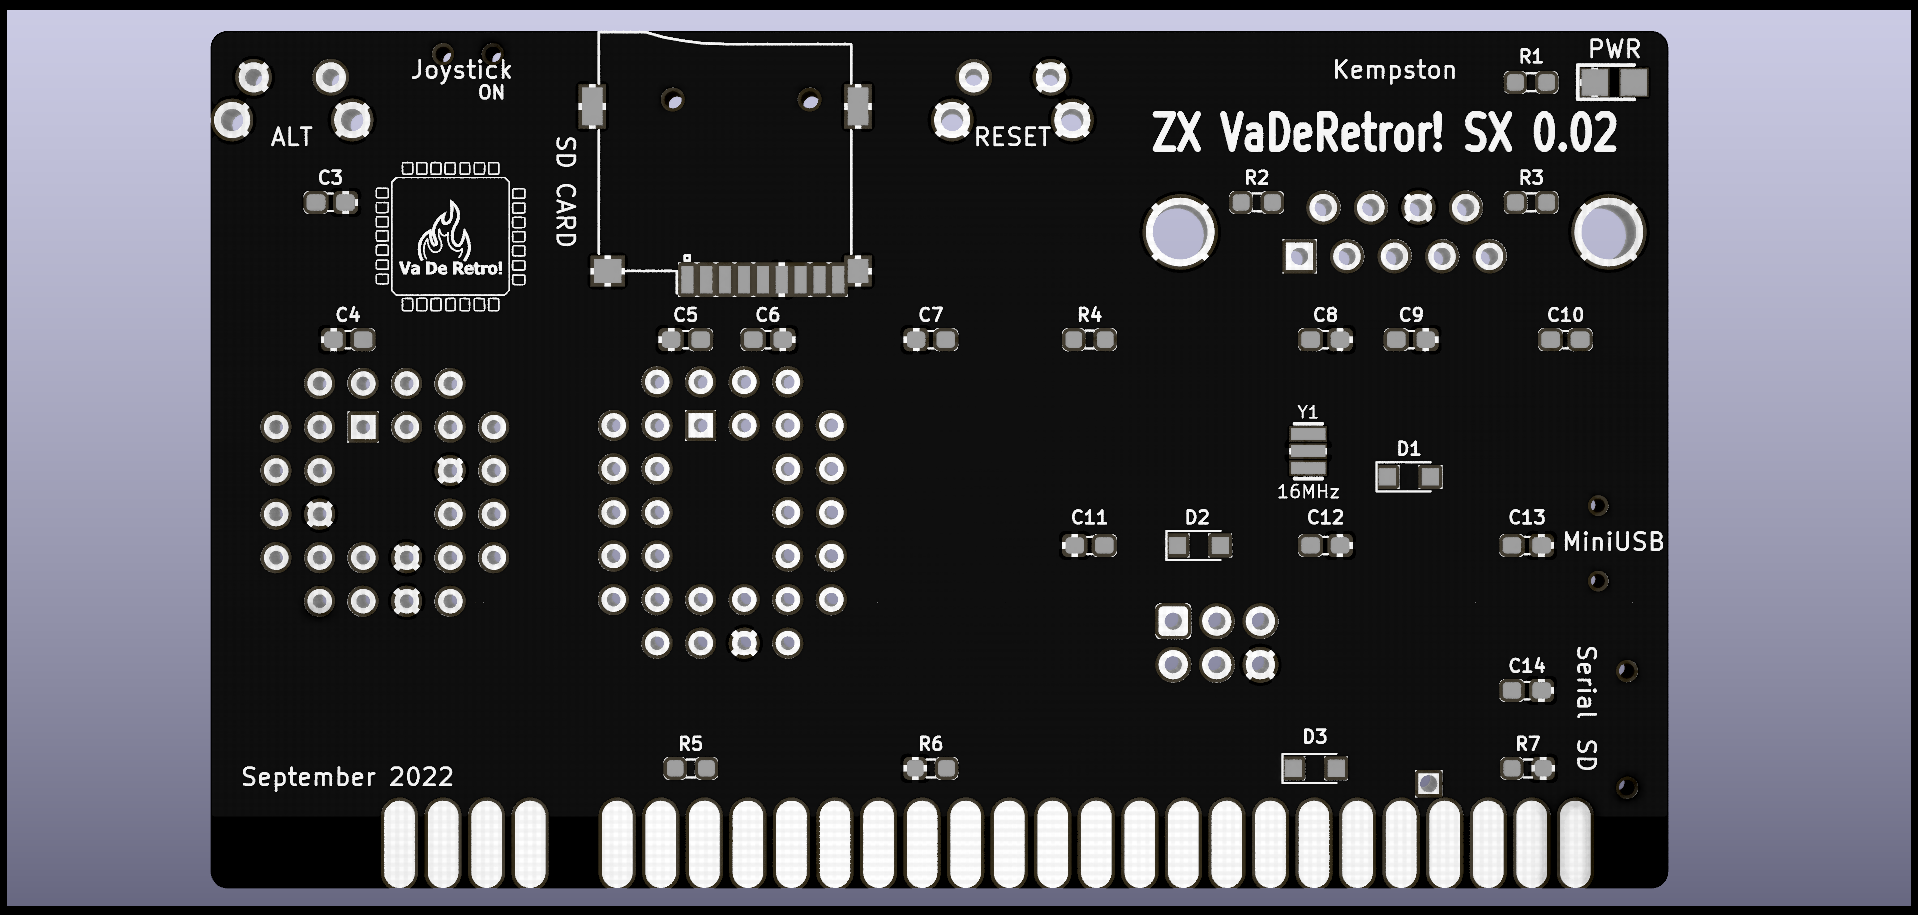 PWR
R1
Joystick
ON
Kempston
ALT
RESET
ZX VaDeRetror! SX 0.02
SD CARD
C3
R2
R3
Va De Retro!
C4
C5
C6
C7
R4
C8
C9
C10
Y1
D1
16MHz
C11
D2
C12
C13
MiniUSB
C14
Serial SD
D3
R5
R6
R7
September 2022